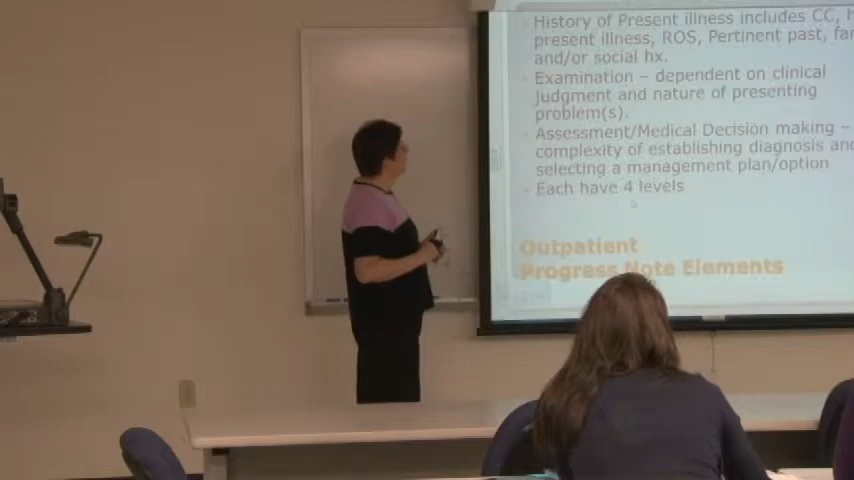 History of Present illness includes CC, h
present illness, ROS, Pertinent past, fa
and/or social hx.
Examination – dependent on clinical
judgment and nature of presenting
problem(s).
Assessment/Medical Decision making –
complexity of establishing diagnosis and
selecting a management plan/option
Each have 4 levels
Outpatient
Progress Note Elements